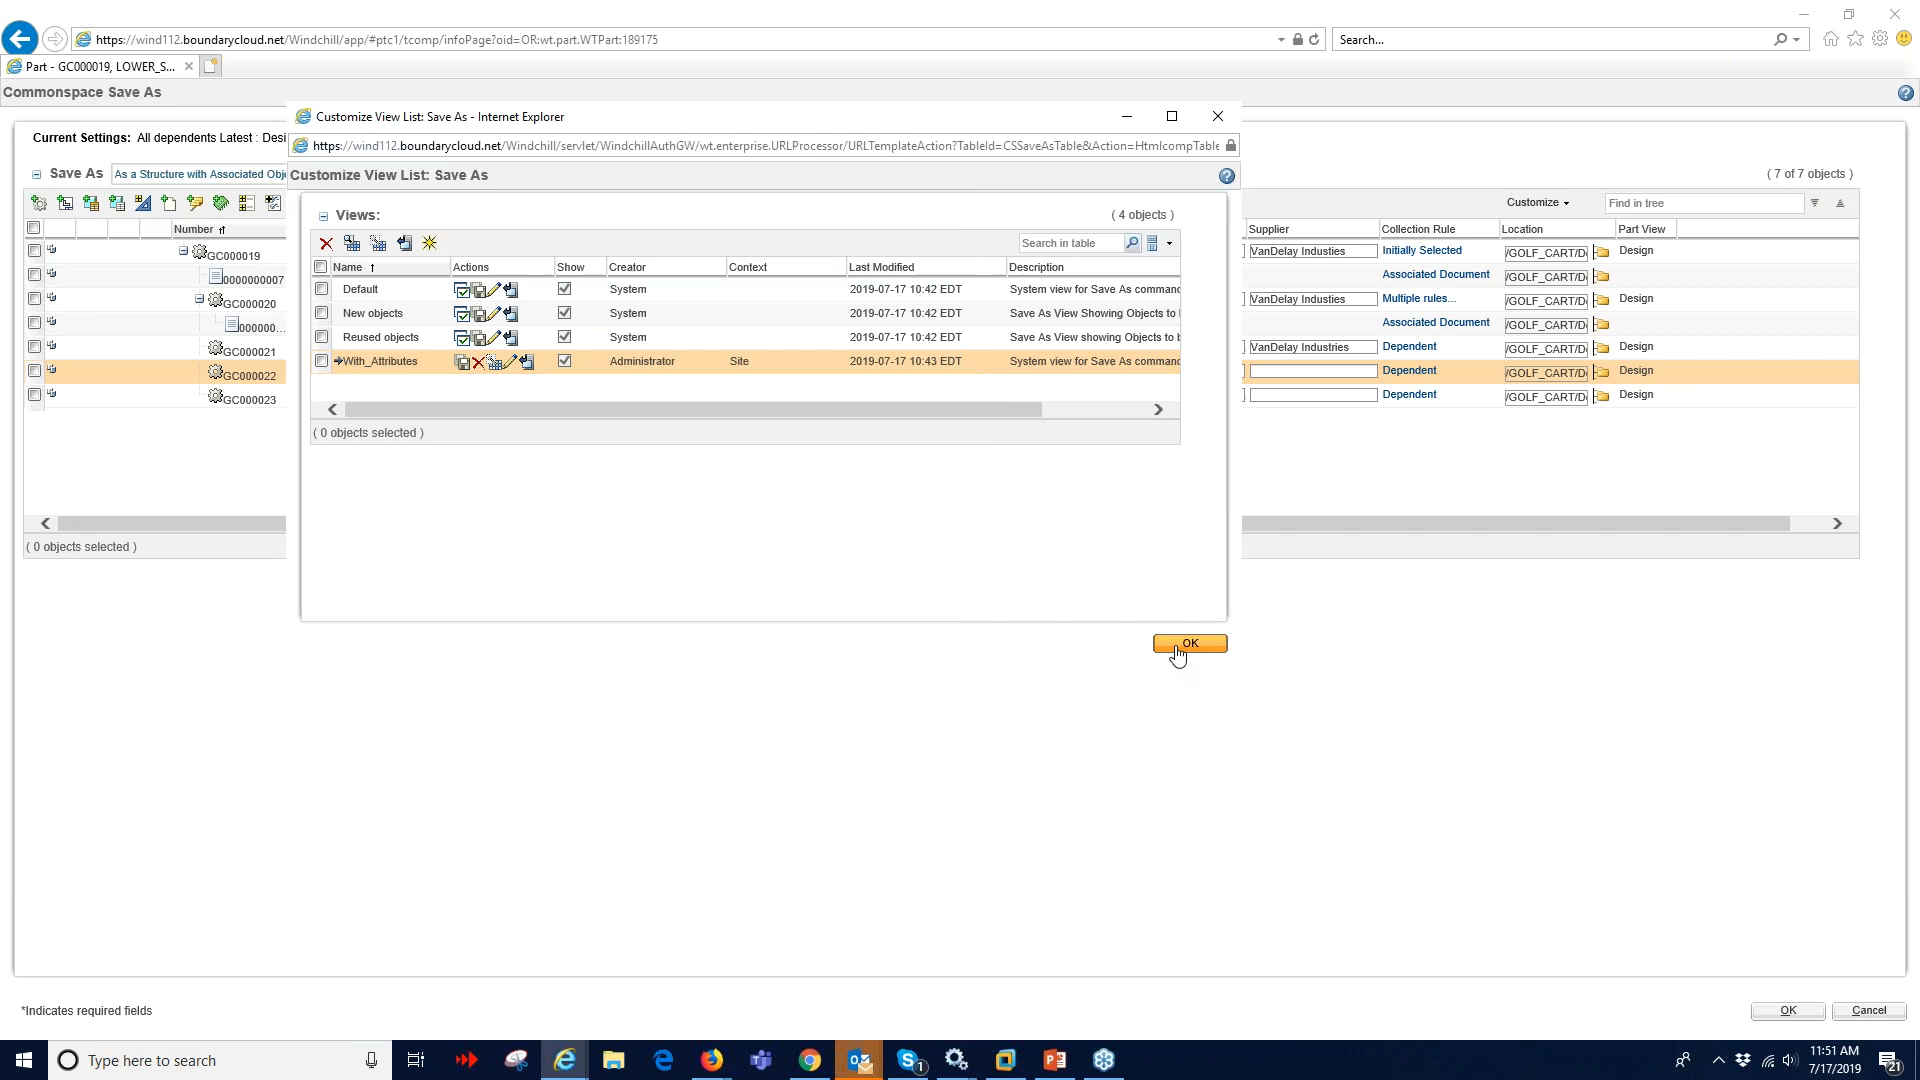 https://wind112.boundarycloud.net/Windchill/app/#ptc1/tcomp/infoPage?oid=OR:wt.part.WTPart:189175
Search...
Part - GC000019, LOWER_S...
Commonspace Save As
Customize View List: Save As - Internet Explorer
Current Settings: All dependents Latest : Desi
https://wind112.boundarycloud.net/Windchill/servlet/WindchillAuthGW/wt.enterprise.URLProcessor/URLTemplateAction?TableId=CSSaveAsTable&Action=HtmlcompTable
Save As As a Structure with Associated Obj
Customize View List: Save As
( 7 of 7 objects )
Customize
Find in tree
Number
Supplier Collection Rule Location Part View
GC000019
VanDelay Industies Initially Selected /GOLF_CART/D Design
0000000007
Associated Document /GOLF_CART/D
GC000020
VanDelay Industies Multiple rules... /GOLF_CART/D Design
000000...
Associated Document /GOLF_CART/D
GC000021
VanDelay Industries Dependent /GOLF_CART/D Design
GC000022
Dependent /GOLF_CART/D Design
GC000023
Dependent /GOLF_CART/D Design
( 0 objects selected )
Views:
( 4 objects )
Search in table
Name Actions Show Creator Context Last Modified Description
Default System 2019-07-17 10:42 EDT System view for Save As comman
New objects System 2019-07-17 10:42 EDT Save As View Showing Objects to
Reused objects System 2019-07-17 10:42 EDT Save As View showing Objects to
With_Attributes Administrator Site 2019-07-17 10:43 EDT System view for Save As comman
( 0 objects selected )
OK
*Indicates required fields
OK
Cancel
Type here to search
1
11:51 AM
7/17/2019
21